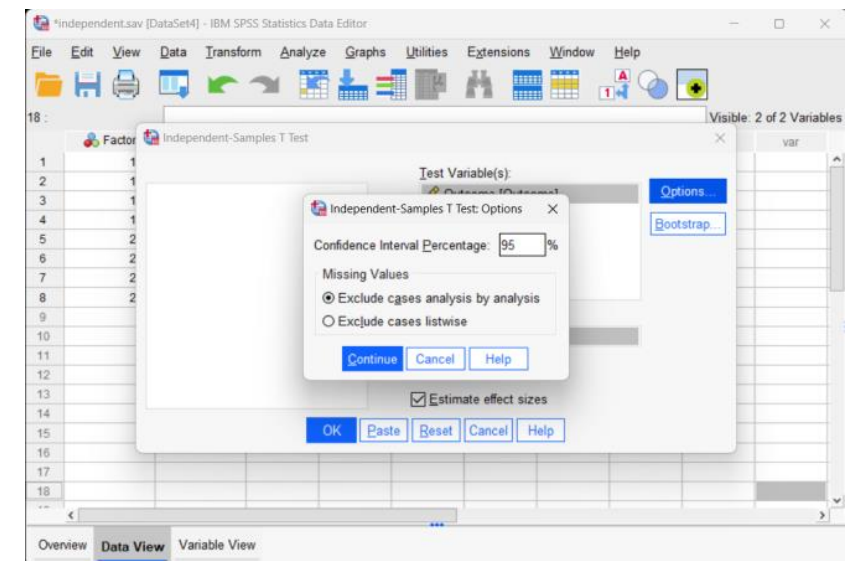 *independent.sav [DataSet4] - IBM SPSS Statistics Data Editor
File Edit View Data Transform Analyze Graphs Utilities Extensions Window Help
18 :
Visible: 2 of 2 Variables
Factor
Independent-Samples T Test
var
1 1
2 1
3 1
4 1
5 2
6 2
7 2
8 2
9
10
11
12
13
14
15
16
17
18
Test Variable(s):
Outcome [Outcome]
Options...
Bootstrap...
Independent-Samples T Test: Options
Confidence Interval Percentage: 95 %
Missing Values
Exclude cases analysis by analysis
Exclude cases listwise
Continue Cancel Help
Estimate effect sizes
OK Paste Reset Cancel Help
Overview Data View Variable View